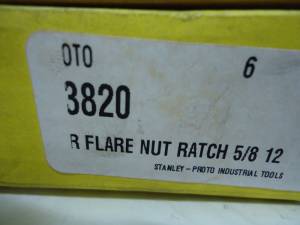 OTO 6
3820
R FLARE NUT RATCH 5/8 12
STANLEY-PROTO INDUSTRIAL TOOLS